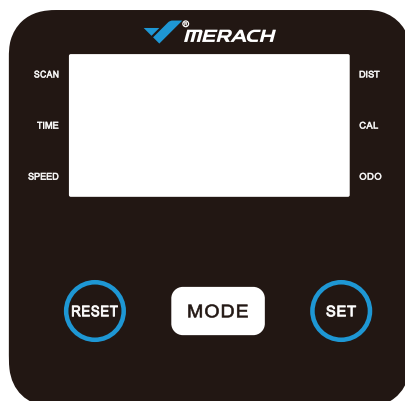 ® MERACH
SCAN
DIST
TIME
CAL
SPEED
ODO
RESET
MODE
SET